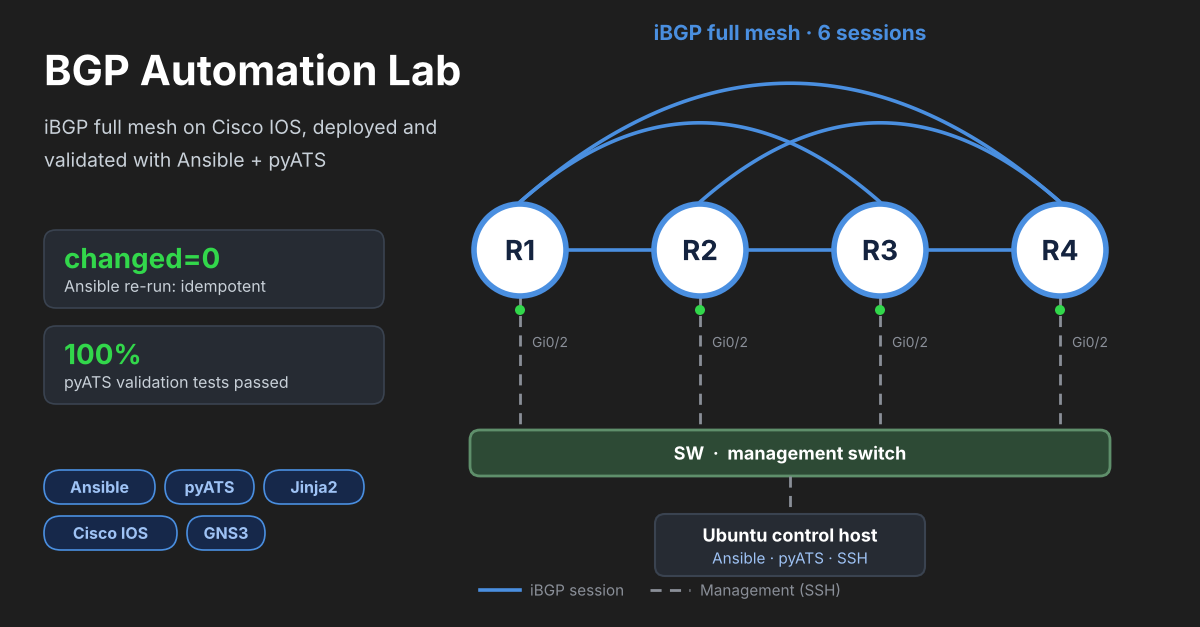 BGP Automation Lab
iBGP full mesh on Cisco IOS, deployed and
validated with Ansible + pyATS
changed=0
Ansible re-run: idempotent
100%
pyATS validation tests passed
Ansible
pyATS
Jinja2
Cisco IOS
GNS3
iBGP full mesh · 6 sessions
R1
R2
R3
R4
Gi0/2
Gi0/2
Gi0/2
Gi0/2
SW · management switch
Ubuntu control host
Ansible · pyATS · SSH
iBGP session
Management (SSH)